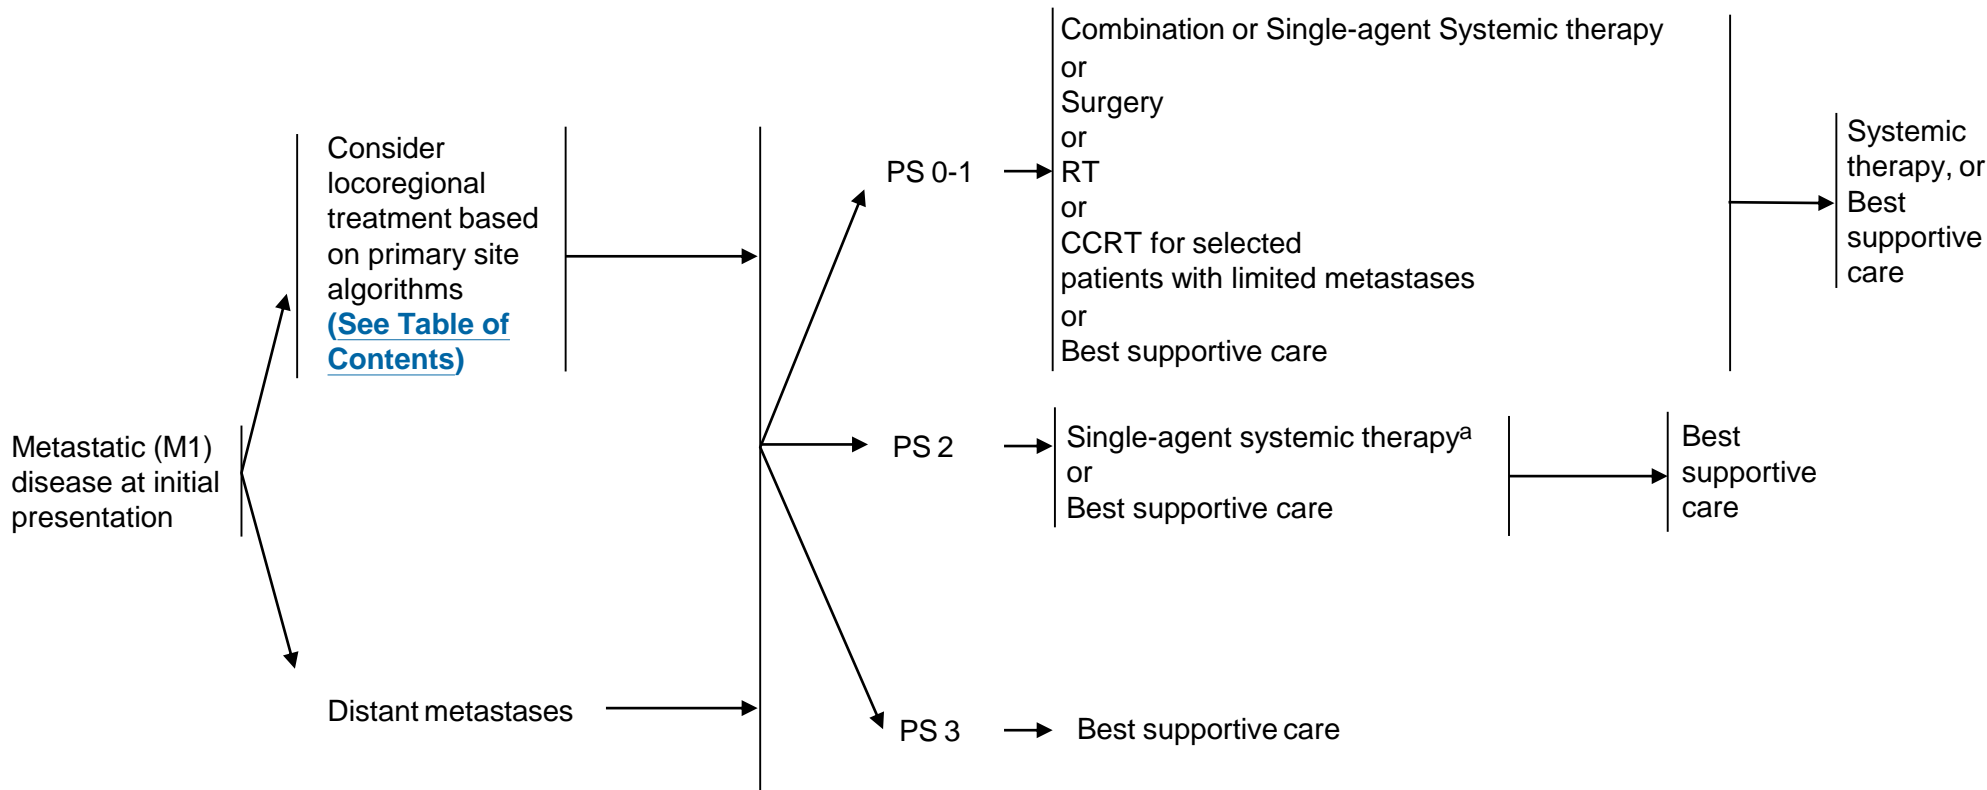 Metastatic (M1)
disease at initial
presentation
Consider
locoregional
treatment based
on primary site
algorithms
(See Table of
Contents)
Distant metastases
PS 0-1
Combination or Single-agent Systemic therapy
or
Surgery
or
RT
or
CCRT for selected
patients with limited metastases
or
Best supportive care
Systemic
therapy, or
Best
supportive
care
PS 2
Single-agent systemic therapyᵃ
or
Best supportive care
Best
supportive
care
PS 3
Best supportive care